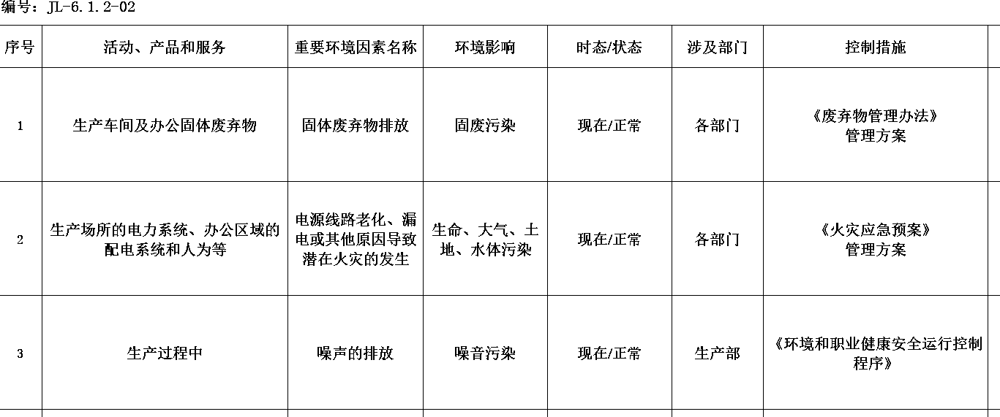 编号：JL-6.1.2-02
序号 活动、产品和服务 重要环境因素名称 环境影响 时态/状态 涉及部门 控制措施
1 生产车间及办公固体废弃物 固体废弃物排放 固废污染 现在/正常 各部门 《废弃物管理办法》
管理方案
2 生产场所的电力系统、办公区域的
配电系统和人为等 电源线路老化、漏
电或其他原因导致
潜在火灾的发生 生命、大气、土
地、水体污染 现在/正常 各部门 《火灾应急预案》
管理方案
3 生产过程中 噪声的排放 噪音污染 现在/正常 生产部 《环境和职业健康安全运行控制
程序》